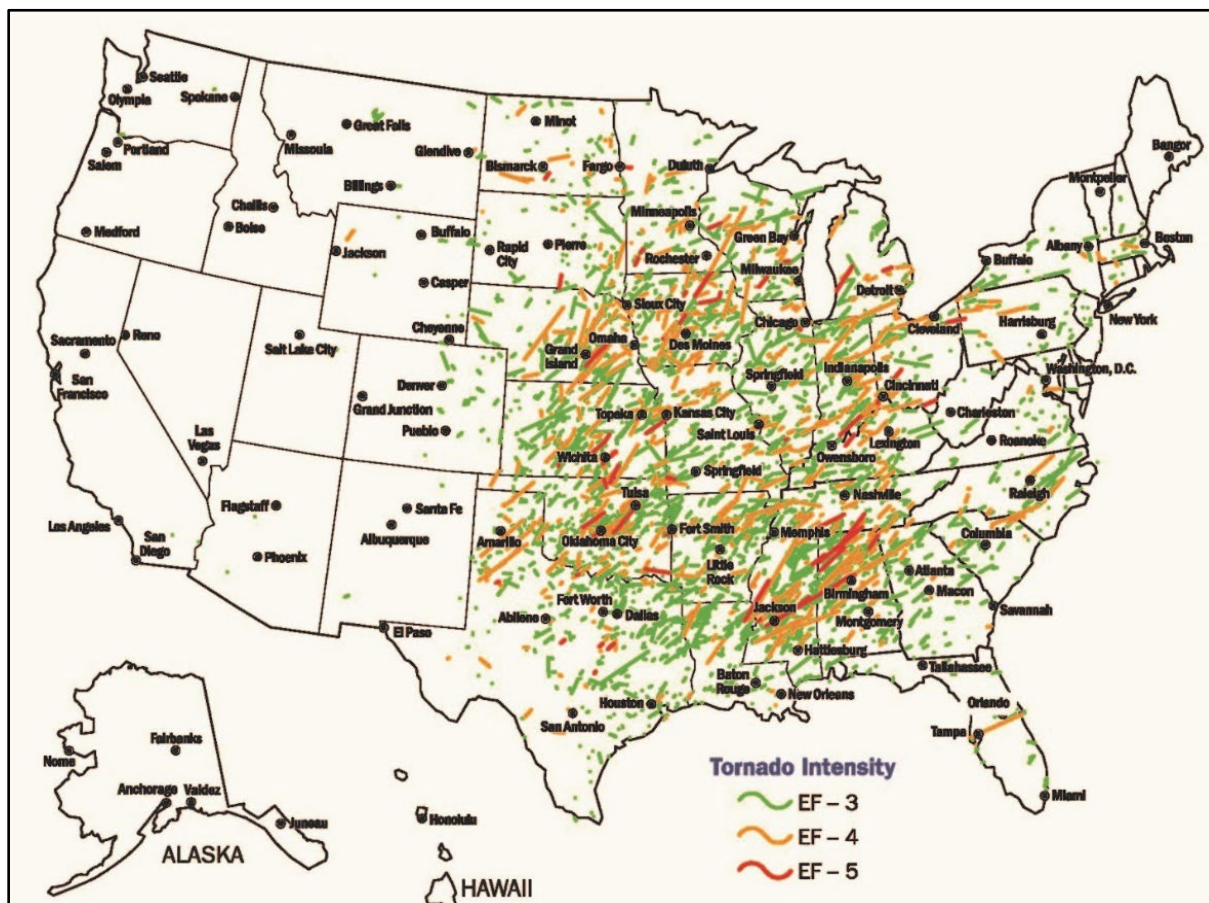 Seattle
Olympia
Spokane
Portland
Salem
Medford
Great Falls
Missoula
Glendive
Billings
Challis
Boise
Minot
Bismarck
Fargo
Duluth
Bangor
Montpelier
Minneapolis
Green Bay
Albany
Boston
Buffalo
Jackson
Buffalo
Rapid
City
Pierre
Rochester
Milwaukee
Detroit
Casper
Sioux City
Chicago
Cleveland
New York
Harrisburg
Cheyenne
Omaha
Des Moines
Grand
Island
Sacramento
Reno
Salt Lake City
San
Francisco
Denver
Grand Junction
Pueblo
Springfield
Indianapolis
Cincinnati
Washington, D.C.
Topeka
Kansas City
Saint Louis
Charleston
Lexington
Roanoke
Owensboro
Las
Vegas
Wichita
Springfield
Tulsa
Nashville
Raleigh
Los Angeles
San
Diego
Flagstaff
Phoenix
Santa Fe
Albuquerque
Amarillo
Oklahoma City
Fort Smith
Memphis
Little
Rock
Columbia
Atlanta
Macon
Birmingham
Savannah
Fort Worth
Dallas
Abilene
Jackson
Montgomery
El Paso
Hattiesburg
Tallahassee
Baton
Rouge
New Orleans
Houston
San Antonio
Orlando
Tampa
Miami
Fairbanks
Nome
Anchorage
Valdez
Juneau
ALASKA
Honolulu
HAWAII
Tornado Intensity
EF – 3
EF – 4
EF – 5